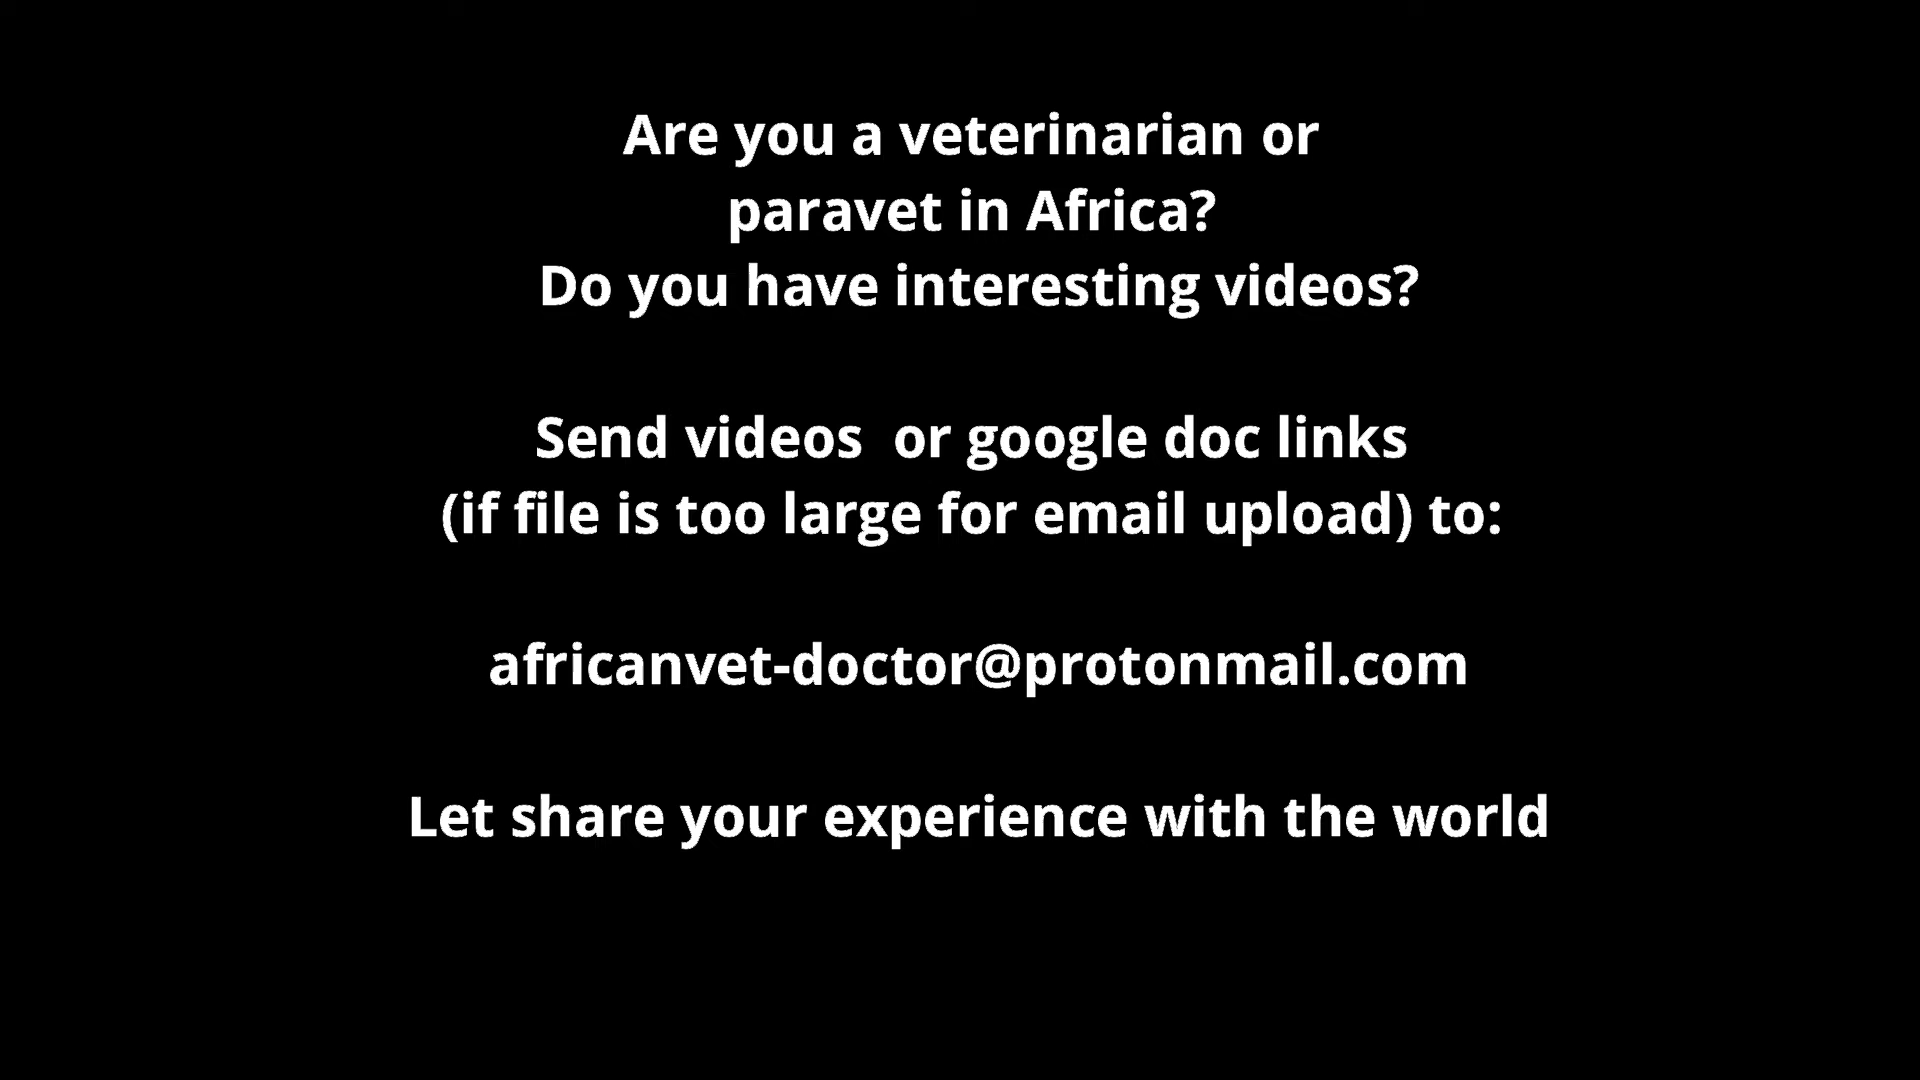 Are you a veterinarian or
paravet in Africa?
Do you have interesting videos?
Send videos  or google doc links
(if file is too large for email upload) to:
africanvet-doctor@protonmail.com
Let share your experience with the world